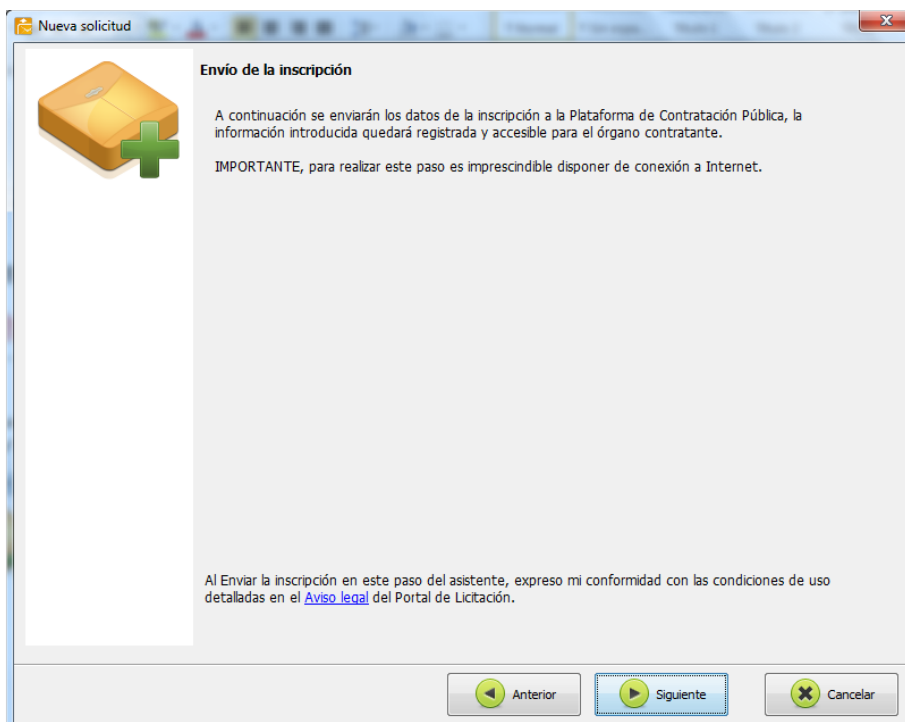 Nueva solicitud
Envío de la inscripción
A continuación se enviarán los datos de la inscripción a la Plataforma de Contratación Pública, la
información introducida quedará registrada y accesible para el órgano contratante.
IMPORTANTE, para realizar este paso es imprescindible disponer de conexión a Internet.
Al Enviar la inscripción en este paso del asistente, expreso mi conformidad con las condiciones de uso
detalladas en el Aviso legal del Portal de Licitación.
Anterior
Siguiente
Cancelar